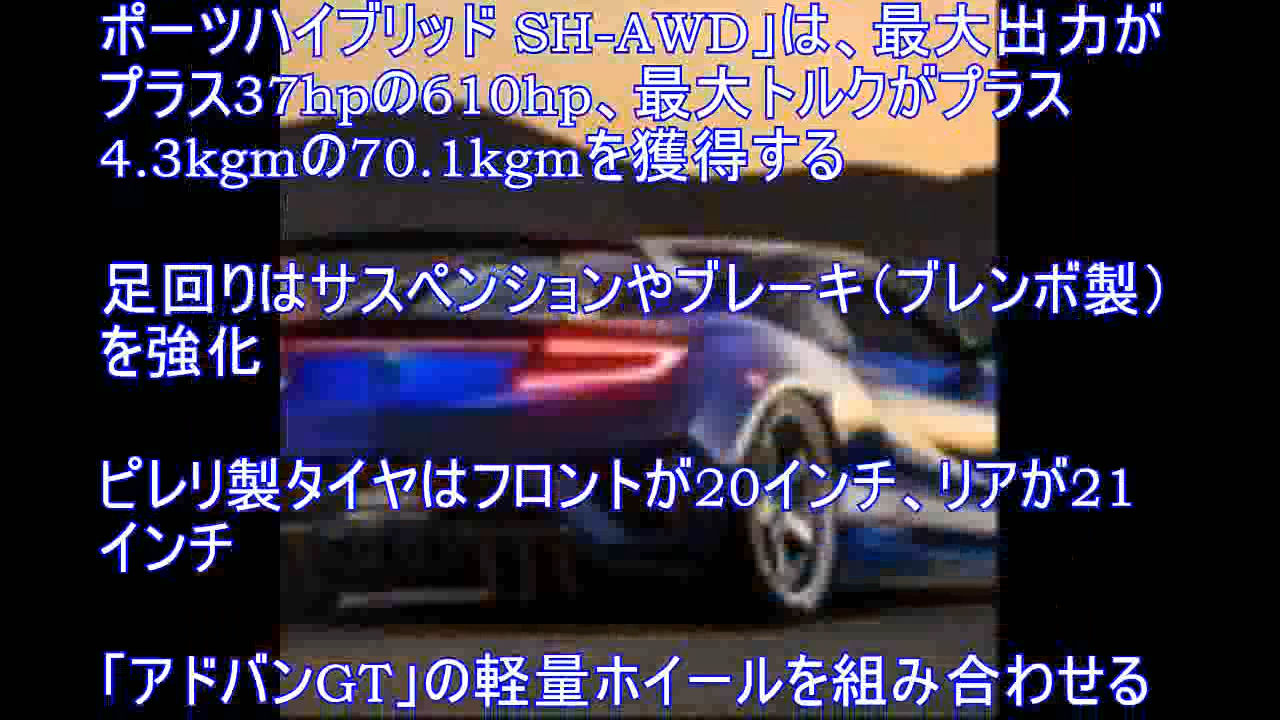 ポーツハイブリッド SH-AWD」は、最大出力が
プラス37hpの610hp、最大トルクがプラス
4.3kgmの70.1kgmを獲得する
足回りはサスペンションやブレーキ（ブレンボ製）
を強化
ピレリ製タイヤはフロントが20インチ、リアが21
インチ
「アドバンGT」の軽量ホイールを組み合わせる